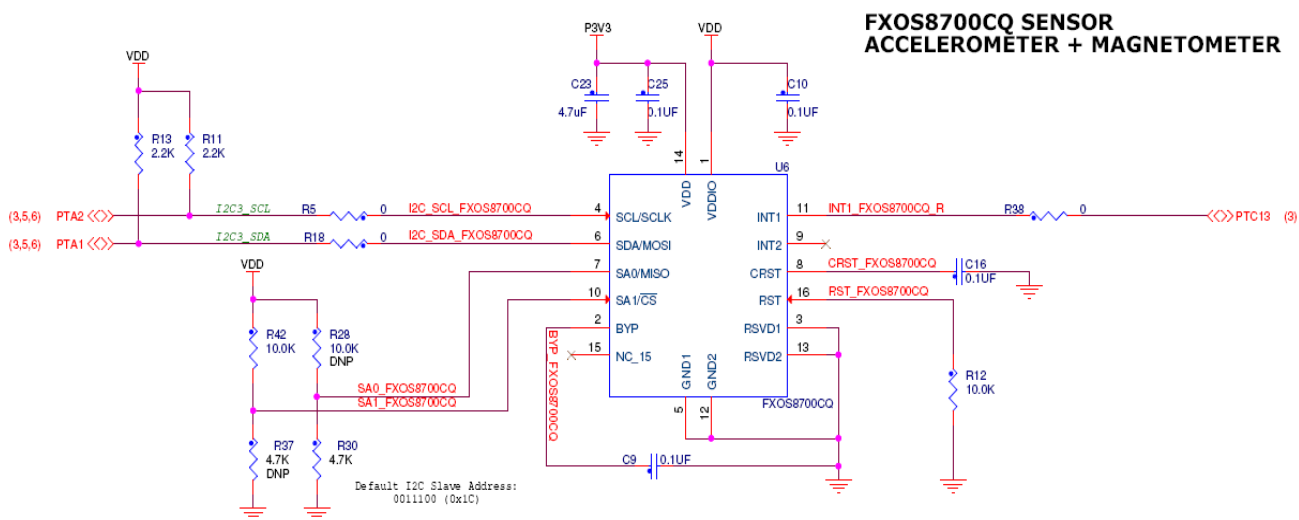 FXOS8700CQ SENSOR
ACCELEROMETER + MAGNETOMETER
P3V3
VDD
VDD
C23
4.7uF
C25
0.1UF
C10
0.1UF
R13
2.2K
R11
2.2K
14
1
U6
VDD
VDDIO
(3,5,6) PTA2
I2C3_SCL
R5
0
I2C_SCL_FXOS8700CQ
4
SCL/SCLK
INT1
11
INT1_FXOS8700CQ_R
R38
0
PTC13 (3)
(3,5,6) PTA1
I2C3_SDA
R18
0
I2C_SDA_FXOS8700CQ
6
SDA/MOSI
INT2
9
VDD
7
SA0/MISO
CRST
8
CRST_FXOS8700CQ
C16
0.1UF
10
SA1/CS
RST
16
RST_FXOS8700CQ
R42
10.0K
R28
10.0K
DNP
2
BYP
RSVD1
3
BYP_FXOS8700CQ
15
NC_15
RSVD2
13
GND1
GND2
R12
10.0K
SA0_FXOS8700CQ
SA1_FXOS8700CQ
5
12
FXOS8700CQ
R37
4.7K
DNP
R30
4.7K
C9
0.1UF
Default I2C Slave Address:
0011100 (0x1C)